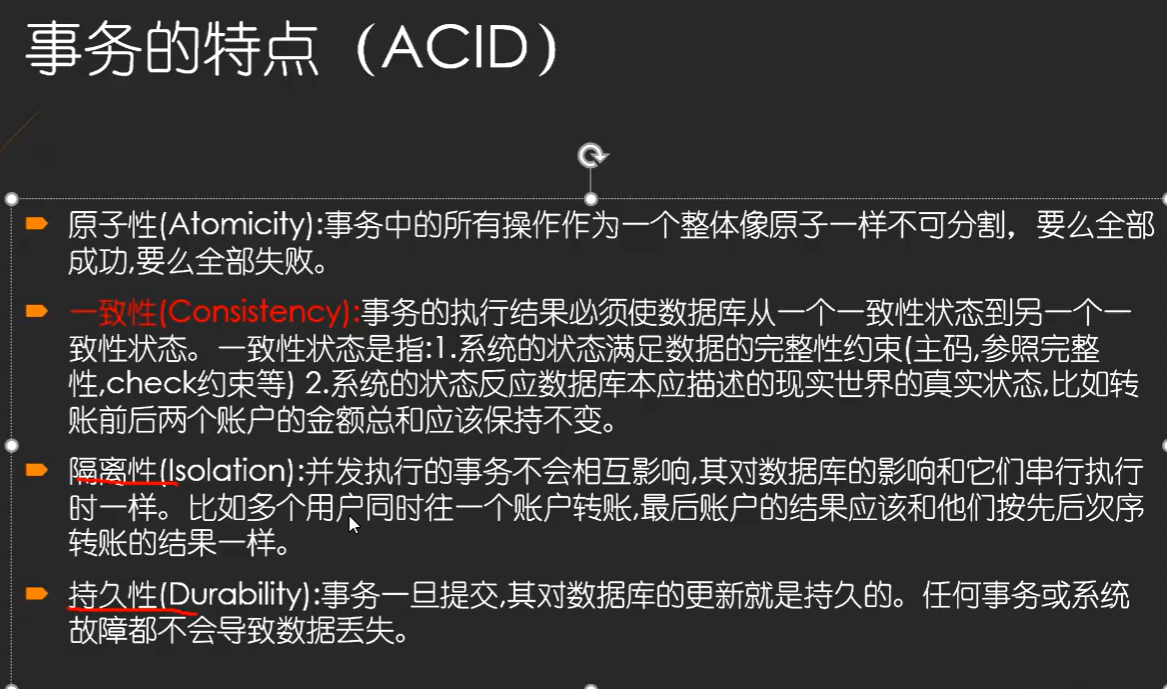 事务的特点（ACID）
原子性(Atomicity):事务中的所有操作作为一个整体像原子一样不可分割，要么全部
成功,要么全部失败。
一致性(Consistency):事务的执行结果必须使数据库从一个一致性状态到另一个一
致性状态。一致性状态是指:1.系统的状态满足数据的完整性约束(主码,参照完整
性,check约束等) 2.系统的状态反应数据库本应描述的现实世界的真实状态,比如转
账前后两个账户的金额总和应该保持不变。
隔离性(Isolation):并发执行的事务不会相互影响,其对数据库的影响和它们串行执行
时一样。比如多个用户同时往一个账户转账,最后账户的结果应该和他们按先后次序
转账的结果一样。
持久性(Durability):事务一旦提交,其对数据库的更新就是持久的。任何事务或系统
故障都不会导致数据丢失。